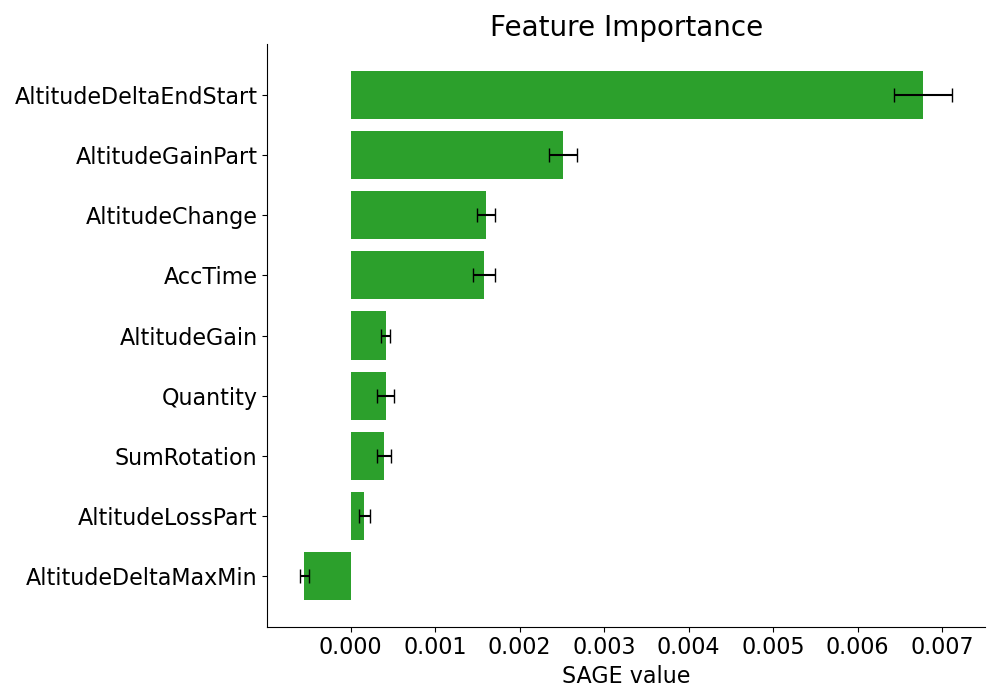 Feature Importance
AltitudeDeltaEndStart
AltitudeGainPart
AltitudeChange
AccTime
AltitudeGain
Quantity
SumRotation
AltitudeLossPart
AltitudeDeltaMaxMin
0.000 0.001 0.002 0.003 0.004 0.005 0.006 0.007
SAGE value